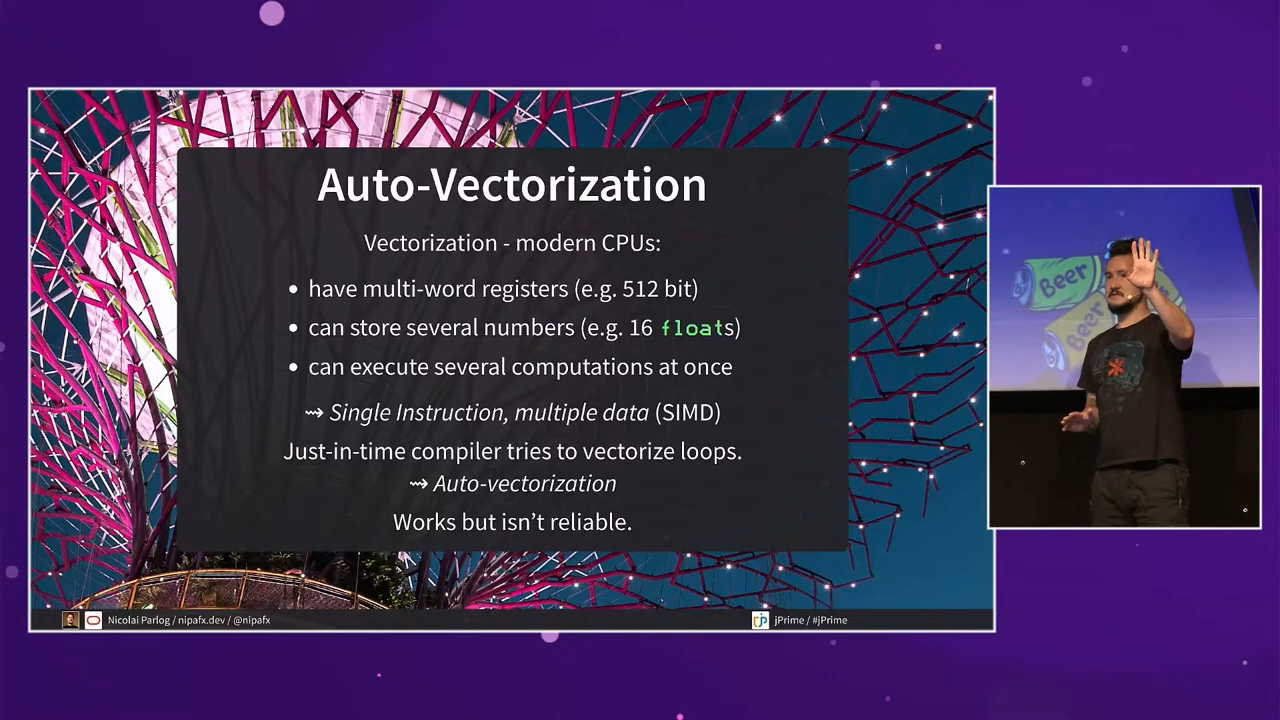 Auto-Vectorization
Vectorization - modern CPUs:
• have multi-word registers (e.g. 512 bit)
• can store several numbers (e.g. 16 floats)
• can execute several computations at once
⇝ Single Instruction, multiple data (SIMD)
Just-in-time compiler tries to vectorize loops.
⇝ Auto-vectorization
Works but isn’t reliable.
Nicolai Parlog / nipafx.dev / @nipafx
jPrime / #jPrime
Beer
Beer